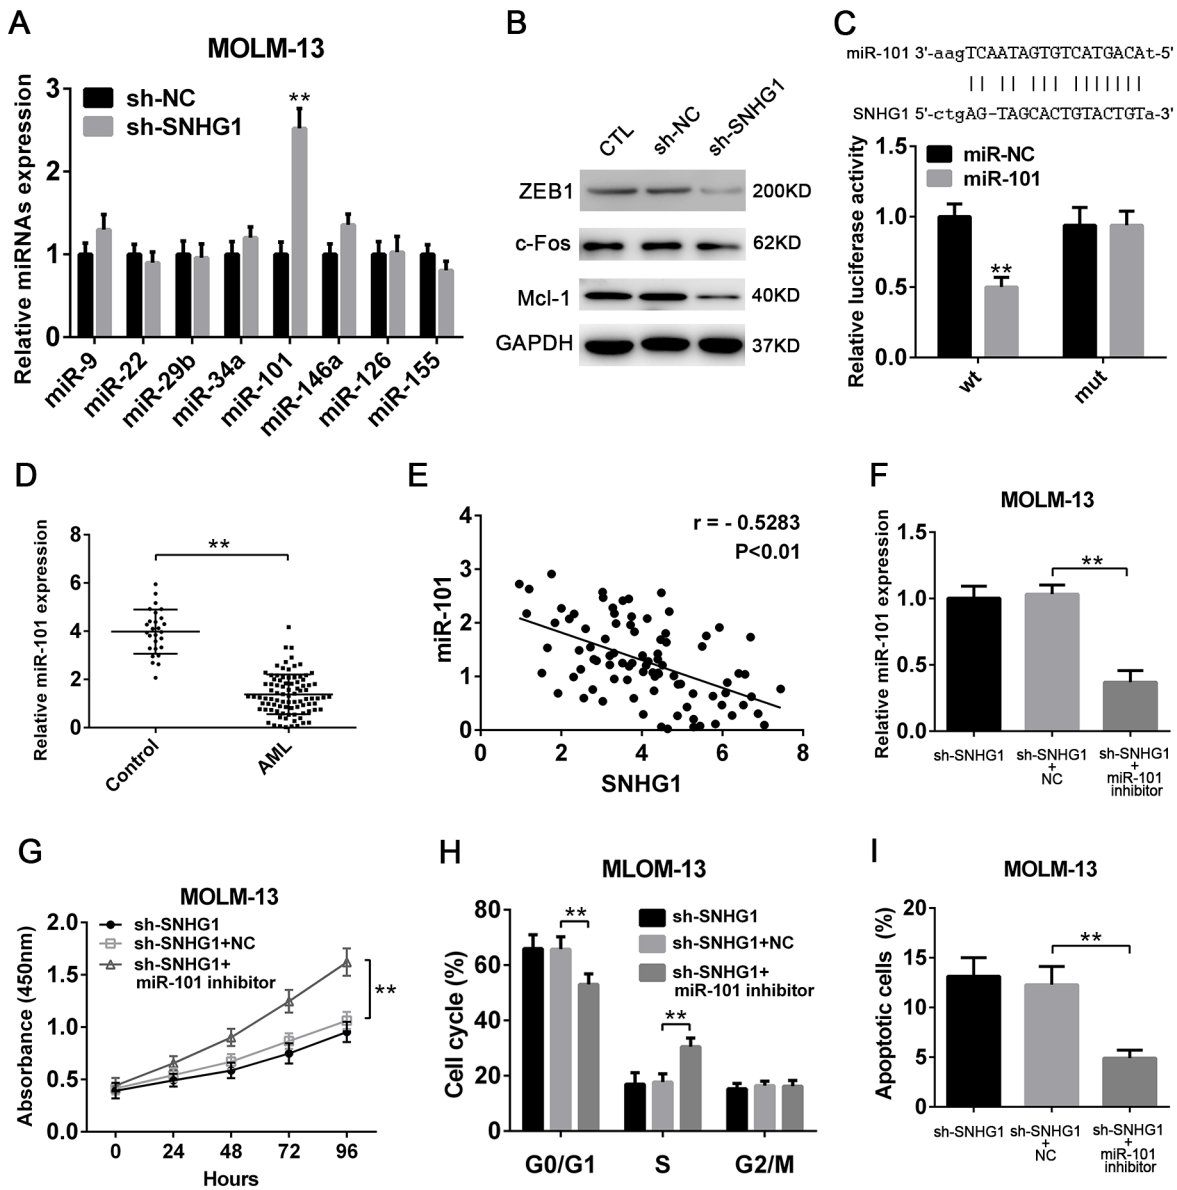 A
MOLM-13
Relative miRNAs expression
3
2
1
0
sh-NC
sh-SNHG1
**
miR-9
miR-22
miR-29b
miR-34a
miR-101
miR-146a
miR-126
miR-155
B
CTL
sh-NC
sh-SNHG1
ZEB1
200KD
c-Fos
62KD
Mcl-1
40KD
GAPDH
37KD
C
miR-101 3'-aagTCAATAGTGTCATGACAt-5'
SNHG1 5'-ctgAG-TAGCACTGTACTGTa-3'
Relative luciferase activity
1.5
1.0
0.5
0.0
miR-NC
miR-101
**
wt
mut
D
Relative miR-101 expression
8
6
4
2
0
**
Control
AML
E
miR-101
4
3
2
1
0
r = - 0.5283
P<0.01
0
2
4
6
8
SNHG1
F
MOLM-13
Relative miR-101 expression
1.5
1.0
0.5
0.0
**
sh-SNHG1
sh-SNHG1
+
NC
sh-SNHG1
+
miR-101
inhibitor
G
MOLM-13
Absorbance (450nm)
2.0
1.5
1.0
0.5
0.0
sh-SNHG1
sh-SNHG1+NC
sh-SNHG1+
miR-101 inhibitor
**
0
24
48
72
96
Hours
H
MLOM-13
Cell cycle (%)
80
60
40
20
0
**
**
sh-SNHG1
sh-SNHG1+NC
sh-SNHG1+
miR-101 inhibitor
G0/G1
S
G2/M
I
MOLM-13
Apoptotic cells (%)
20
15
10
5
0
**
sh-SNHG1
sh-SNHG1
+
NC
sh-SNHG1
+
miR-101
inhibitor